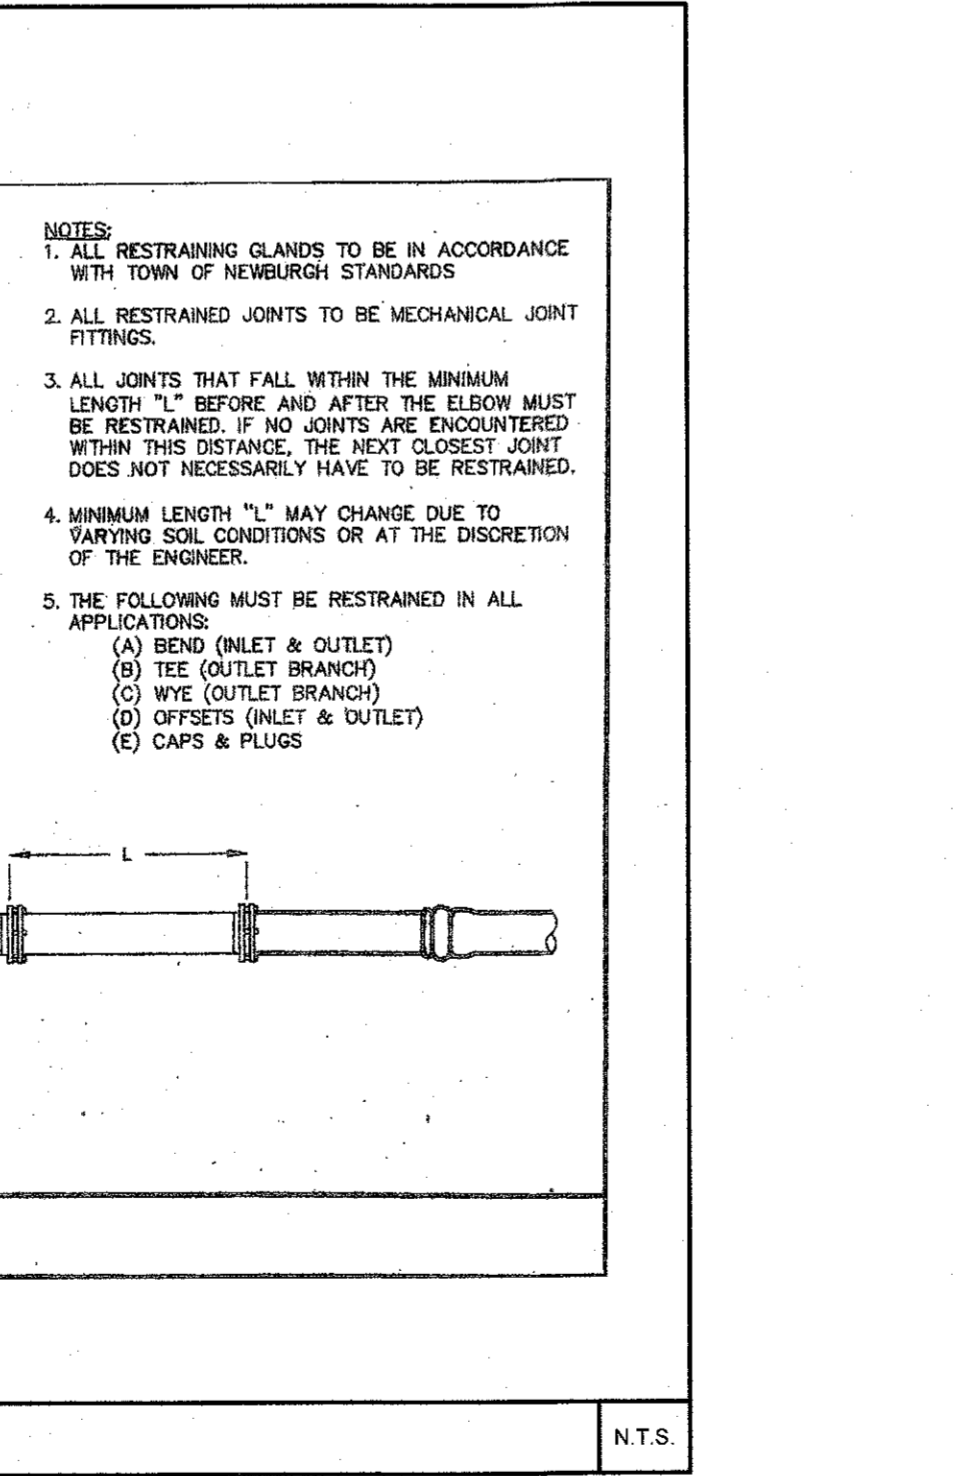 NOTES:
1. ALL RESTRAINING GLANDS TO BE IN ACCORDANCE
WITH TOWN OF NEWBURGH STANDARDS
2. ALL RESTRAINED JOINTS TO BE MECHANICAL JOINT
FITTINGS.
3. ALL JOINTS THAT FALL WITHIN THE MINIMUM
LENGTH "L" BEFORE AND AFTER THE ELBOW MUST
BE RESTRAINED. IF NO JOINTS ARE ENCOUNTERED
WITHIN THIS DISTANCE, THE NEXT CLOSEST JOINT
DOES NOT NECESSARILY HAVE TO BE RESTRAINED.
4. MINIMUM LENGTH "L" MAY CHANGE DUE TO
VARYING SOIL CONDITIONS OR AT THE DISCRETION
OF THE ENGINEER.
5. THE FOLLOWING MUST BE RESTRAINED IN ALL
APPLICATIONS:
(A) BEND (INLET & OUTLET)
(B) TEE (OUTLET BRANCH)
(C) WYE (OUTLET BRANCH)
(D) OFFSETS (INLET & OUTLET)
(E) CAPS & PLUGS
L
N.T.S.